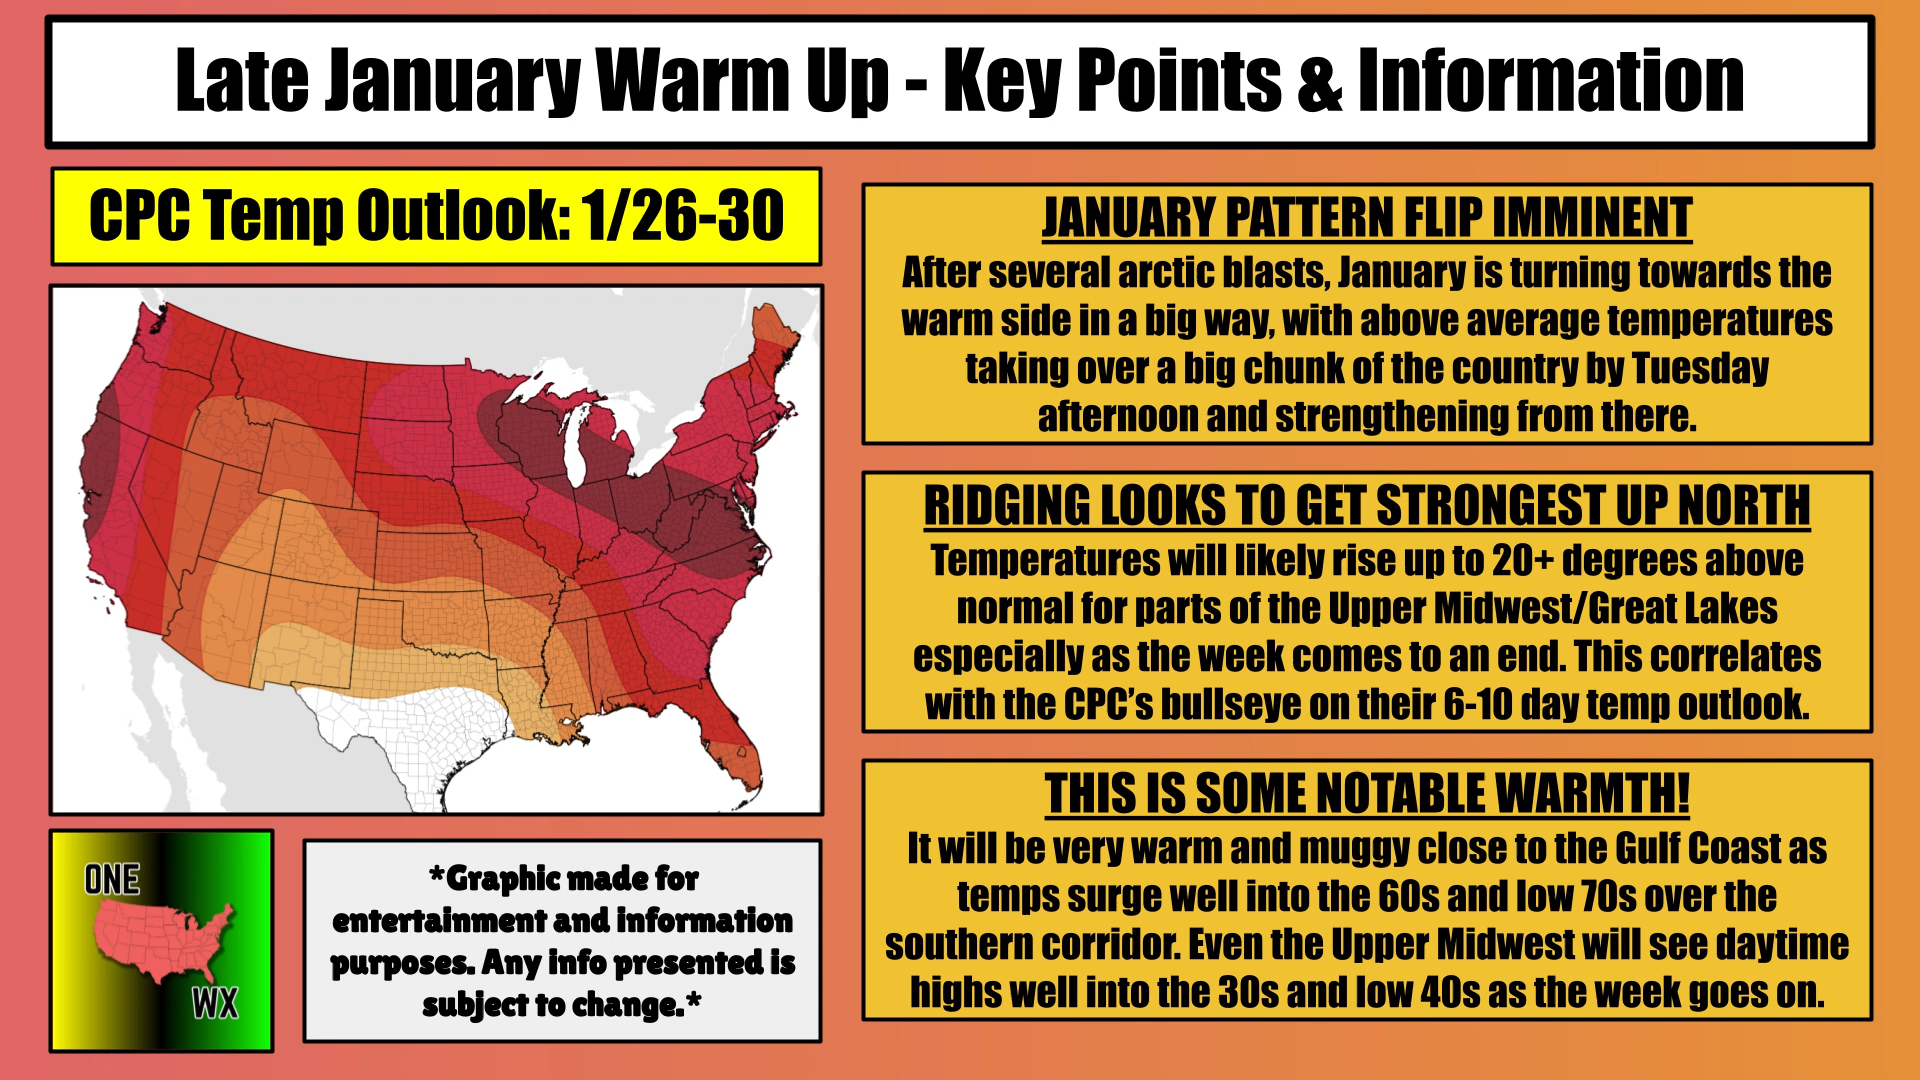 Late January Warm Up - Key Points & Information
CPC Temp Outlook: 1/26-30
JANUARY PATTERN FLIP IMMINENT
After several arctic blasts, January is turning towards the
warm side in a big way, with above average temperatures
taking over a big chunk of the country by Tuesday
afternoon and strengthening from there.
RIDGING LOOKS TO GET STRONGEST UP NORTH
Temperatures will likely rise up to 20+ degrees above
normal for parts of the Upper Midwest/Great Lakes
especially as the week comes to an end. This correlates
with the CPC’s bullseye on their 6-10 day temp outlook.
THIS IS SOME NOTABLE WARMTH!
It will be very warm and muggy close to the Gulf Coast as
temps surge well into the 60s and low 70s over the
southern corridor. Even the Upper Midwest will see daytime
highs well into the 30s and low 40s as the week goes on.
ONE
WX
*Graphic made for
entertainment and information
purposes. Any info presented is
subject to change.*